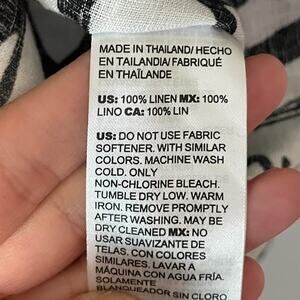 MADE IN THAILAND/ HECHO
EN TAILANDIA/ FABRIQUÉ
EN THAÏLANDE
US: 100% LINEN MX: 100%
LINO CA: 100% LIN
US: DO NOT USE FABRIC
SOFTENER. WITH SIMILAR
COLORS. MACHINE WASH
COLD. ONLY
NON-CHLORINE BLEACH.
TUMBLE DRY LOW. WARM
IRON. REMOVE PROMPTLY
AFTER WASHING. MAY BE
DRY CLEANED MX: NO
USAR SUAVIZANTE DE
TELAS. CON COLORES
SIMILARES. LAVAR A
MÁQUINA CON AGUA FRÍA.
SOLAMENTE
BLANQUEADOR SIN CLORO